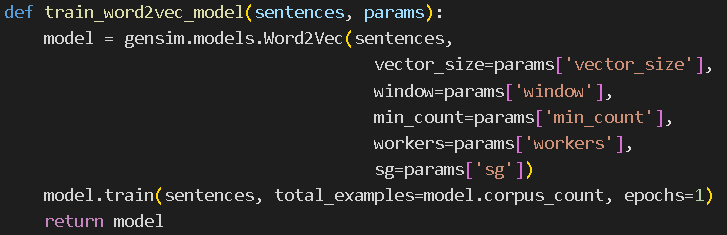 def train_word2vec_model(sentences, params):
    model = gensim.models.Word2Vec(sentences,
                                   vector_size=params['vector_size'],
                                   window=params['window'],
                                   min_count=params['min_count'],
                                   workers=params['workers'],
                                   sg=params['sg'])
    model.train(sentences, total_examples=model.corpus_count, epochs=1)
    return model